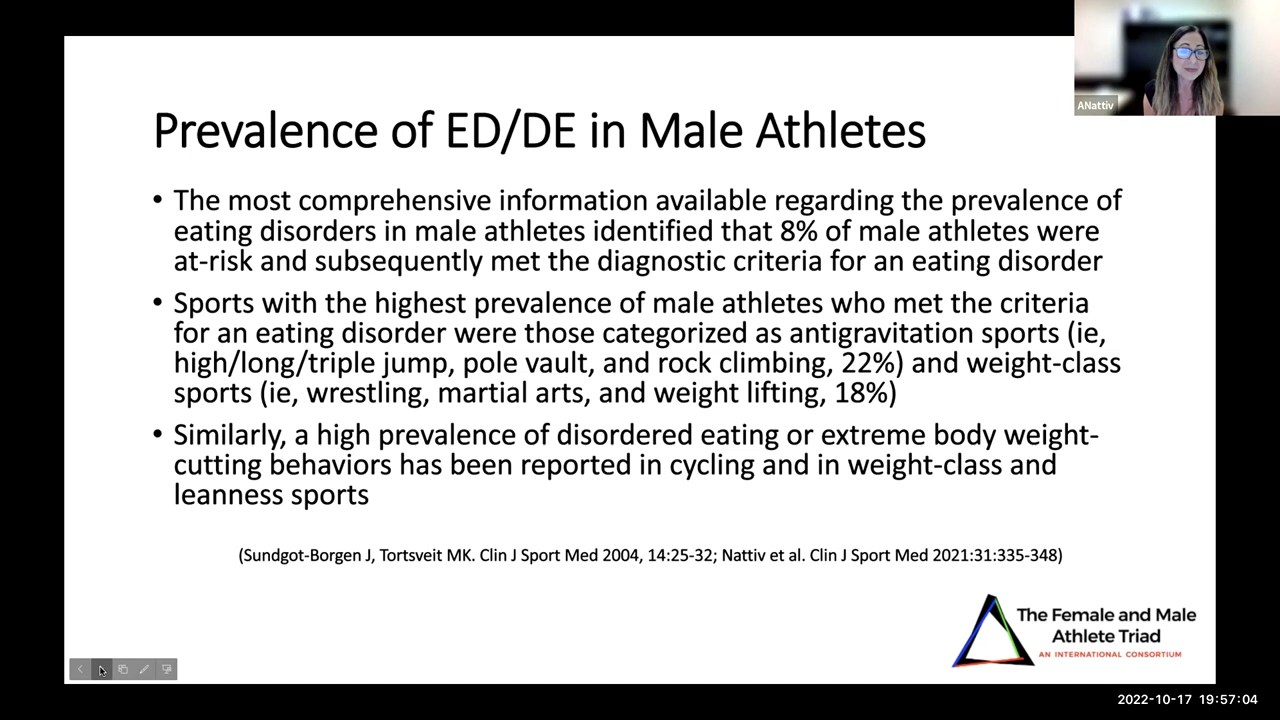 ANattiv
Prevalence of ED/DE in Male Athletes
• The most comprehensive information available regarding the prevalence of
eating disorders in male athletes identified that 8% of male athletes were
at-risk and subsequently met the diagnostic criteria for an eating disorder
• Sports with the highest prevalence of male athletes who met the criteria
for an eating disorder were those categorized as antigravitation sports (ie,
high/long/triple jump, pole vault, and rock climbing, 22%) and weight-class
sports (ie, wrestling, martial arts, and weight lifting, 18%)
• Similarly, a high prevalence of disordered eating or extreme body weight-
cutting behaviors has been reported in cycling and in weight-class and
leanness sports
(Sundgot-Borgen J, Tortsveit MK. Clin J Sport Med 2004, 14:25-32; Nattiv et al. Clin J Sport Med 2021:31:335-348)
The Female and Male
Athlete Triad
AN INTERNATIONAL CONSORTIUM
2022-10-17 19:57:04